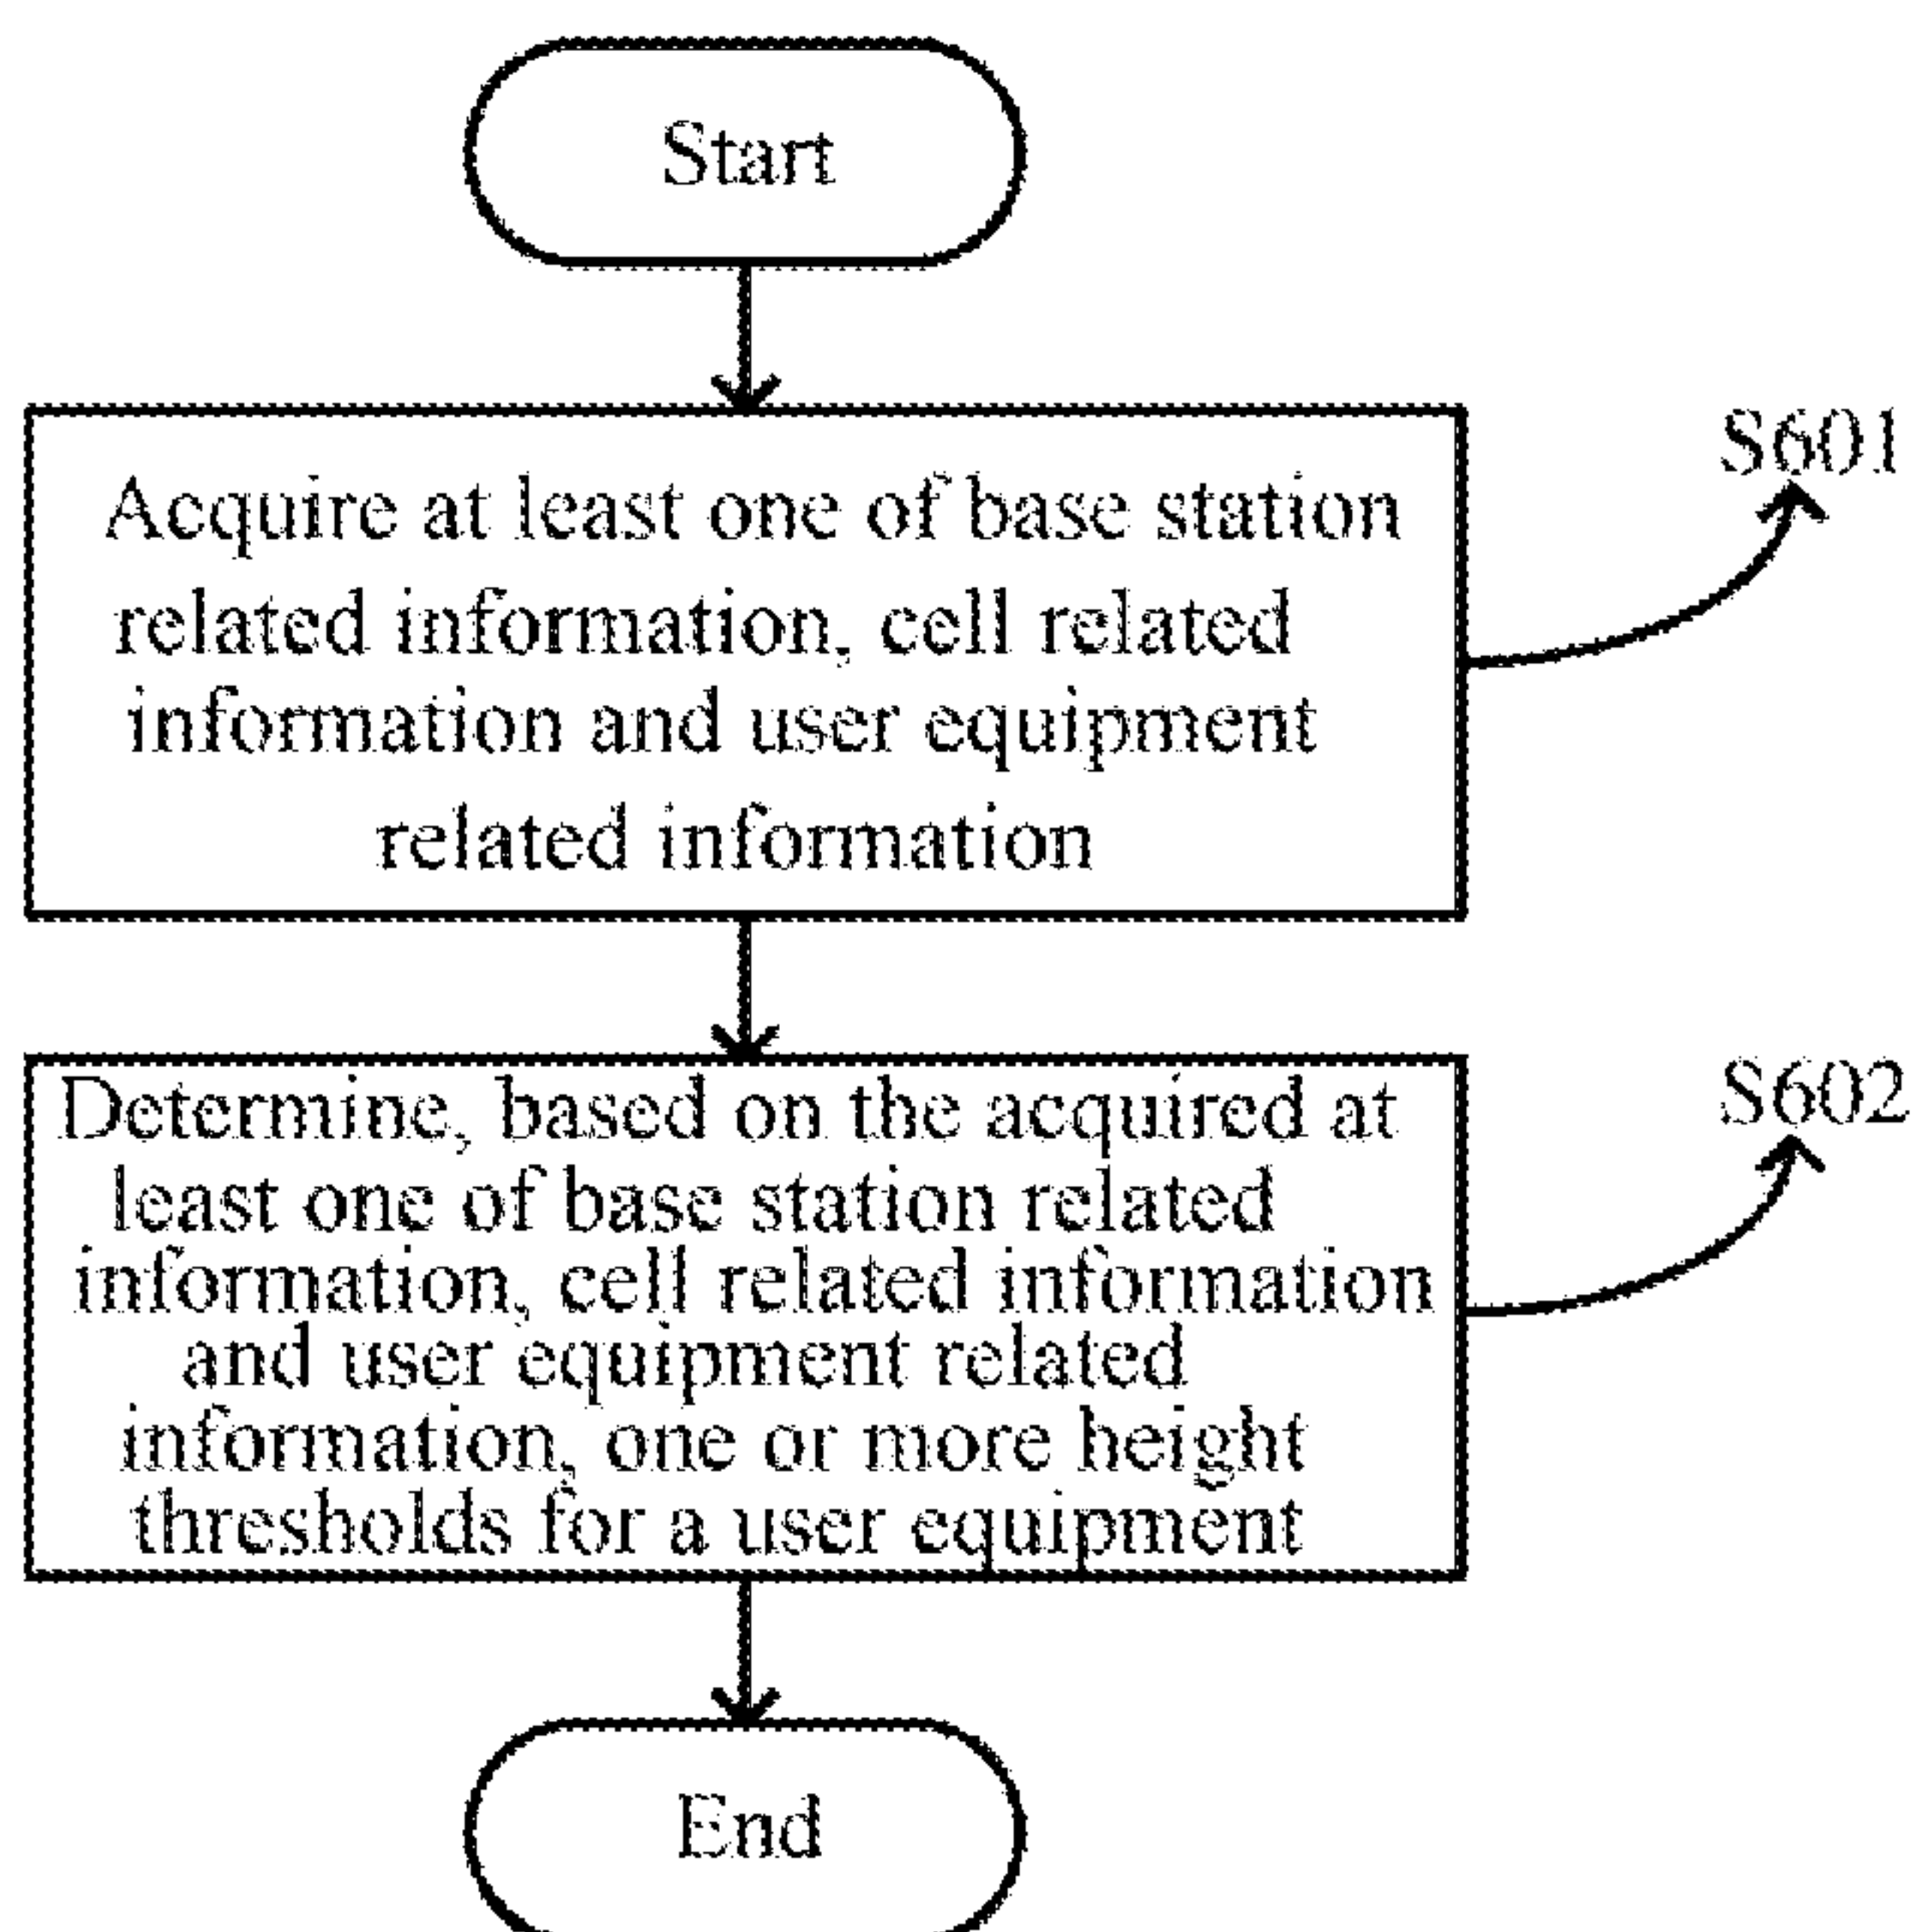 Start
S601
Acquire at least one of base station
related information, cell related
information and user equipment
related information
S602
Determine, based on the acquired at
least one of base station related
information, cell related information
and user equipment related
information, one or more height
thresholds for a user equipment
End